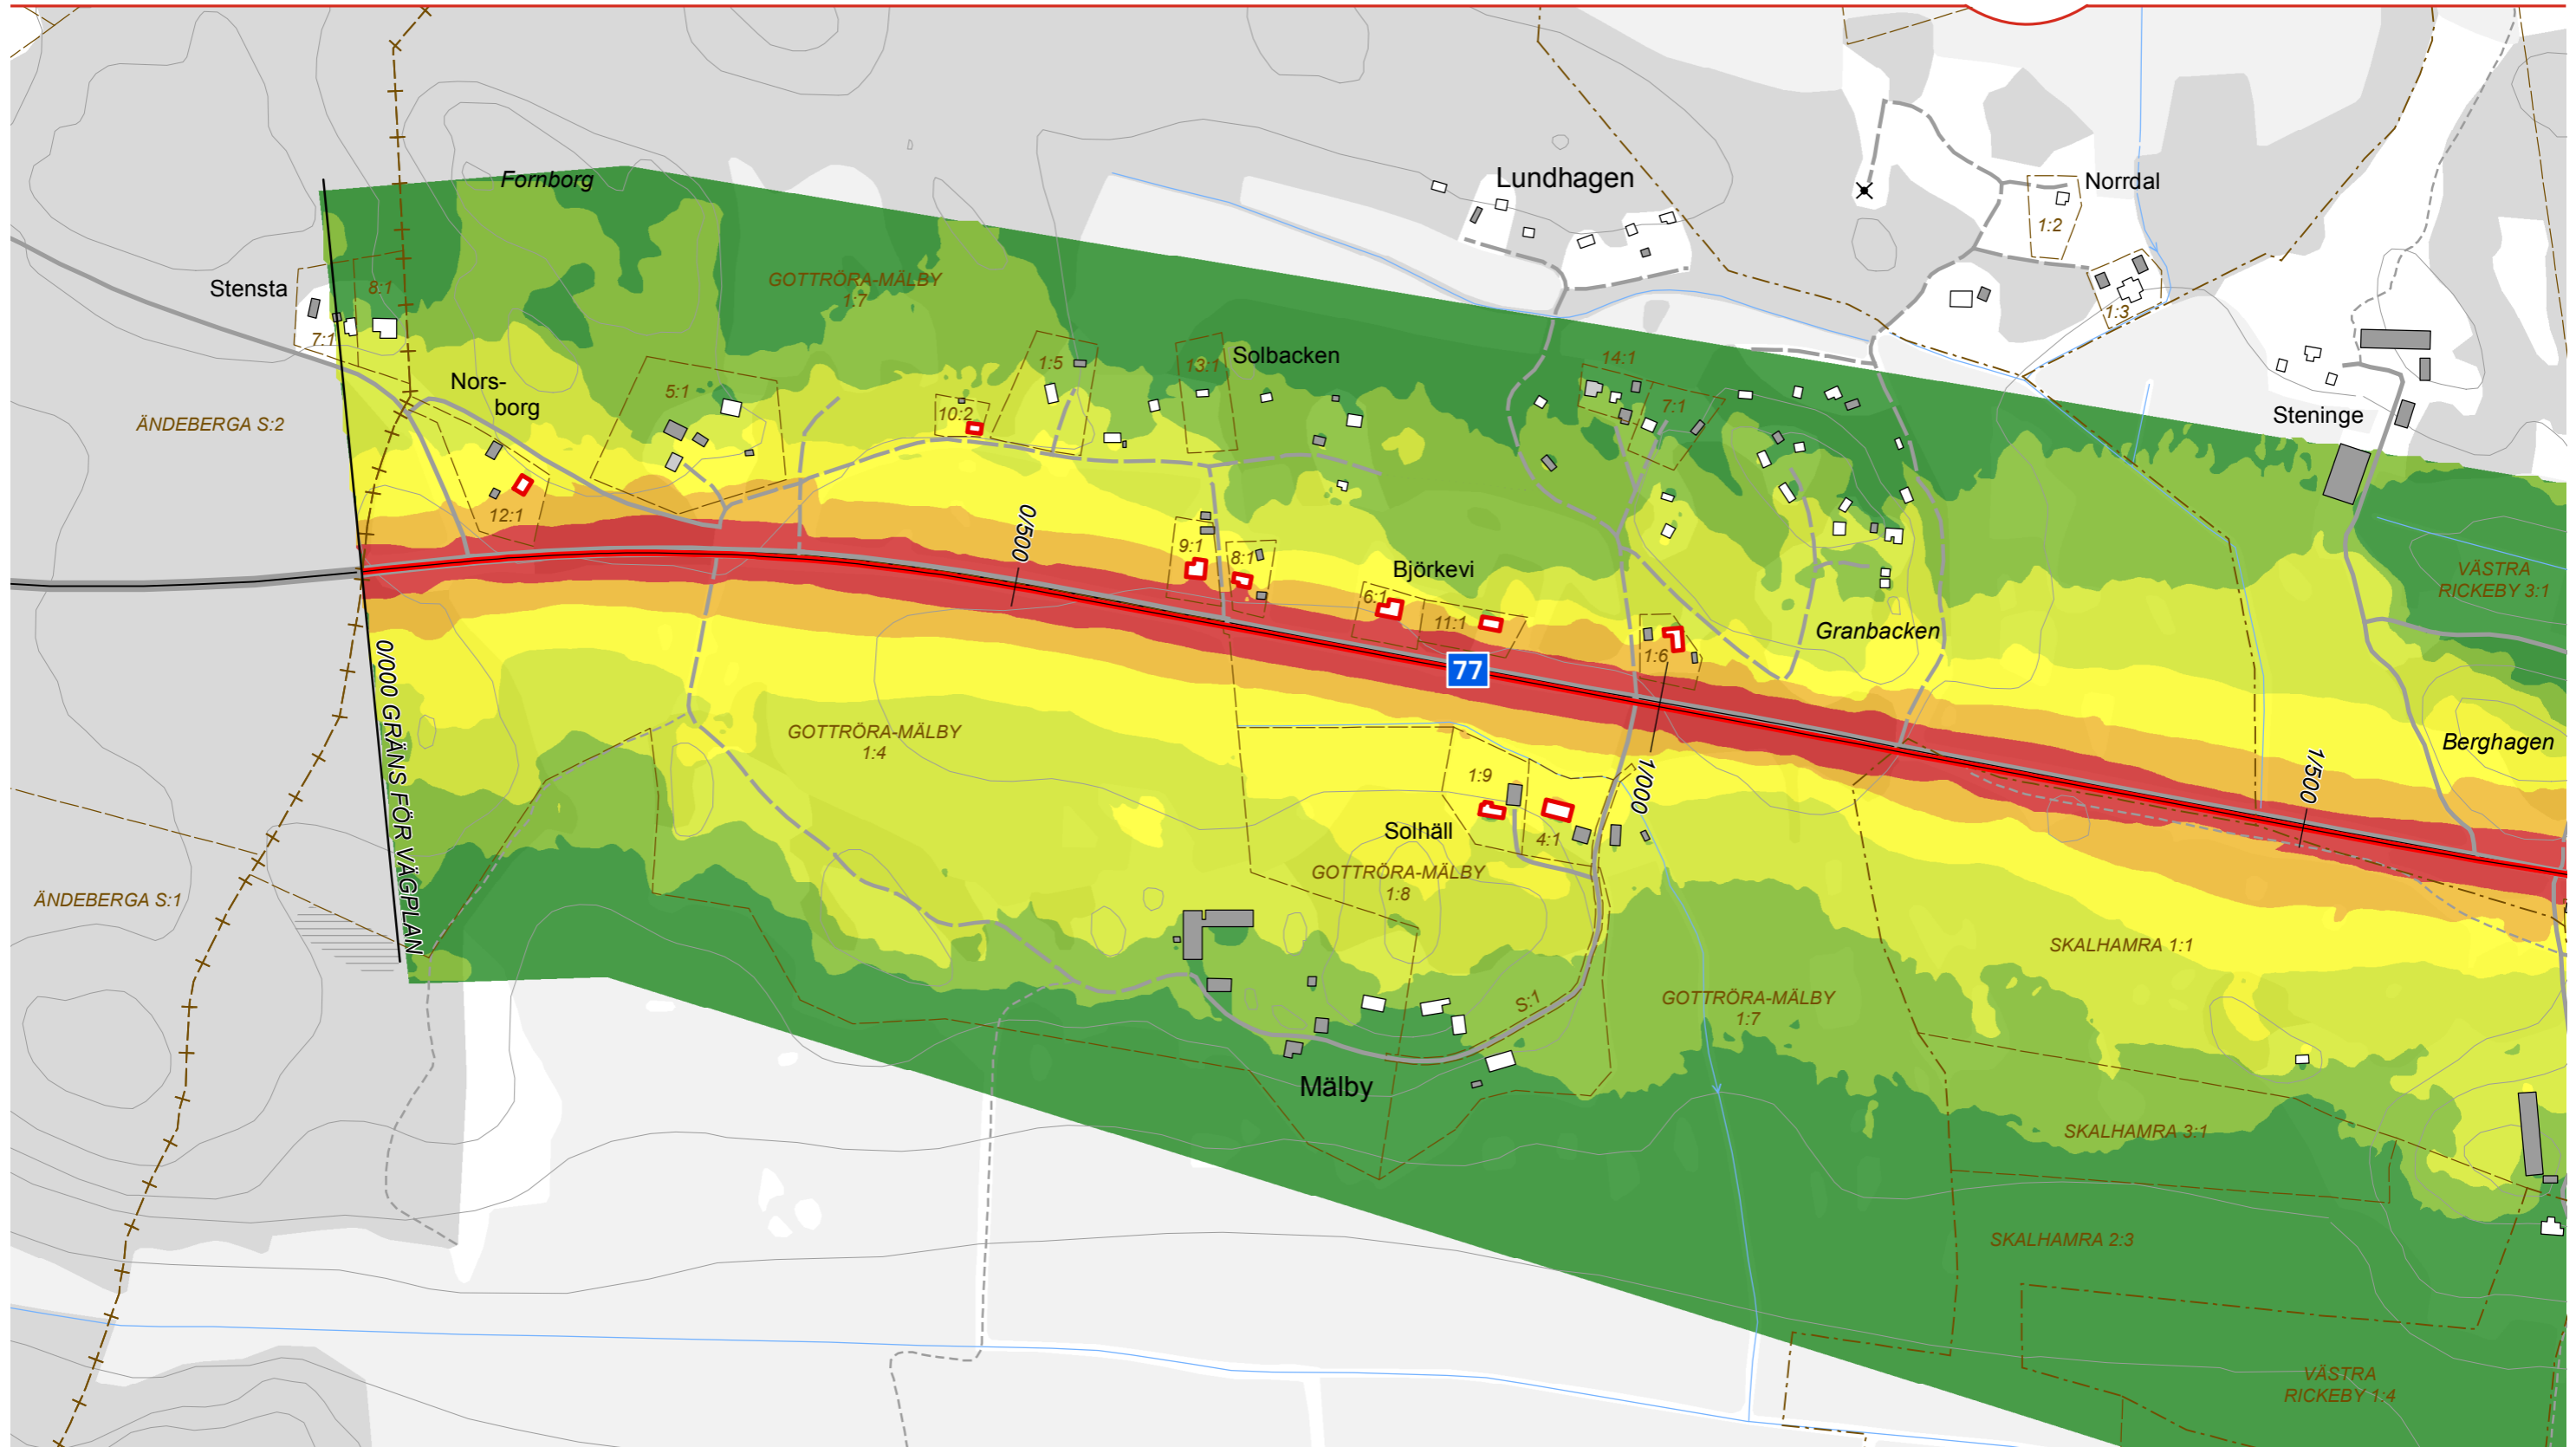 Fornborg
Lundhagen
Norrdal
1:2
GOTTRÖRA-MÄLBY
1:7
Stensta
8:1
7:1
1:3
Nors-
borg
5:1
10:2
1:5
13:1
Solbacken
14:1
7:1
Steninge
ÄNDEBERGA S:2
12:1
0/500
9:1
8:1
Björkevi
6:1
11:1
77
1:6
Granbacken
VÄSTRA
RICKEBY 3:1
0/000 GRÄNS FÖR VÄGPLAN
GOTTRÖRA-MÄLBY
1:4
1:9
1/000
1/500
Berghagen
Solhäll
4:1
GOTTRÖRA-MÄLBY
1:8
ÄNDEBERGA S:1
SKALHAMRA 1:1
S:1
GOTTRÖRA-MÄLBY
1:7
Mälby
SKALHAMRA 3:1
SKALHAMRA 2:3
VÄSTRA
RICKEBY 1:4